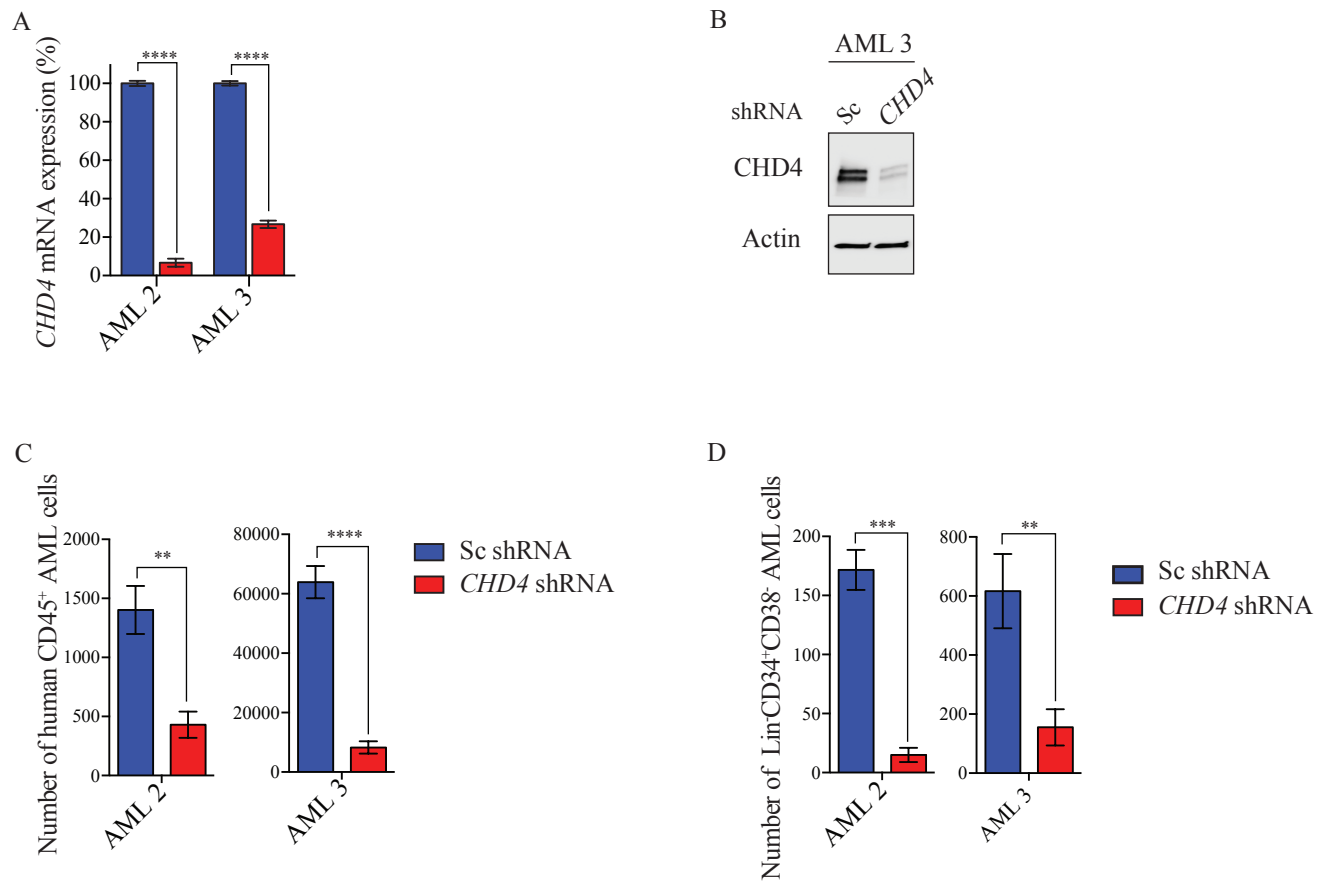 A
CHD4 mRNA expression (%)
100
80
60
40
20
0
****
****
AML 2
AML 3
B
AML 3
shRNA
Sc
CHD4
CHD4
Actin
C
Number of human CD45⁺ AML cells
2000
1500
1000
500
0
**
AML 2
80000
60000
40000
20000
0
****
AML 3
Sc shRNA
CHD4 shRNA
D
Number of Lin⁻CD34⁺CD38⁻ AML cells
200
150
100
50
0
***
AML 2
800
600
400
200
0
**
AML 3
Sc shRNA
CHD4 shRNA